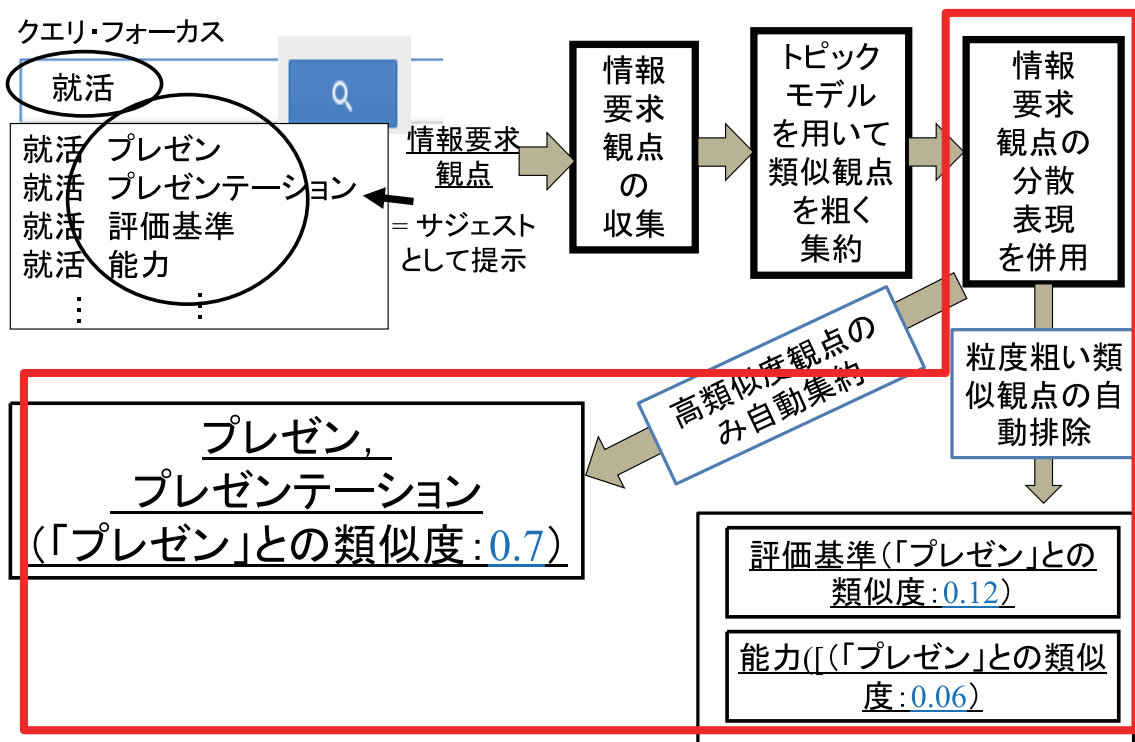 クエリ・フォーカス
就活
就活 プレゼン
就活 プレゼンテーション
就活 評価基準
就活 能力
⋮ ⋮
情報要求
観点
= サジェスト
として提示
情報
要求
観点
の
収集
トピック
モデル
を用いて
類似観点
を粗く
集約
情報
要求
観点の
分散
表現
を併用
高類似度観点の
み自動集約
粒度粗い類
似観点の自
動排除
プレゼン,
プレゼンテーション
(「プレゼン」との類似度:0.7)
評価基準(「プレゼン」との
類似度:0.12)
能力([(「プレゼン」との類似
度:0.06)